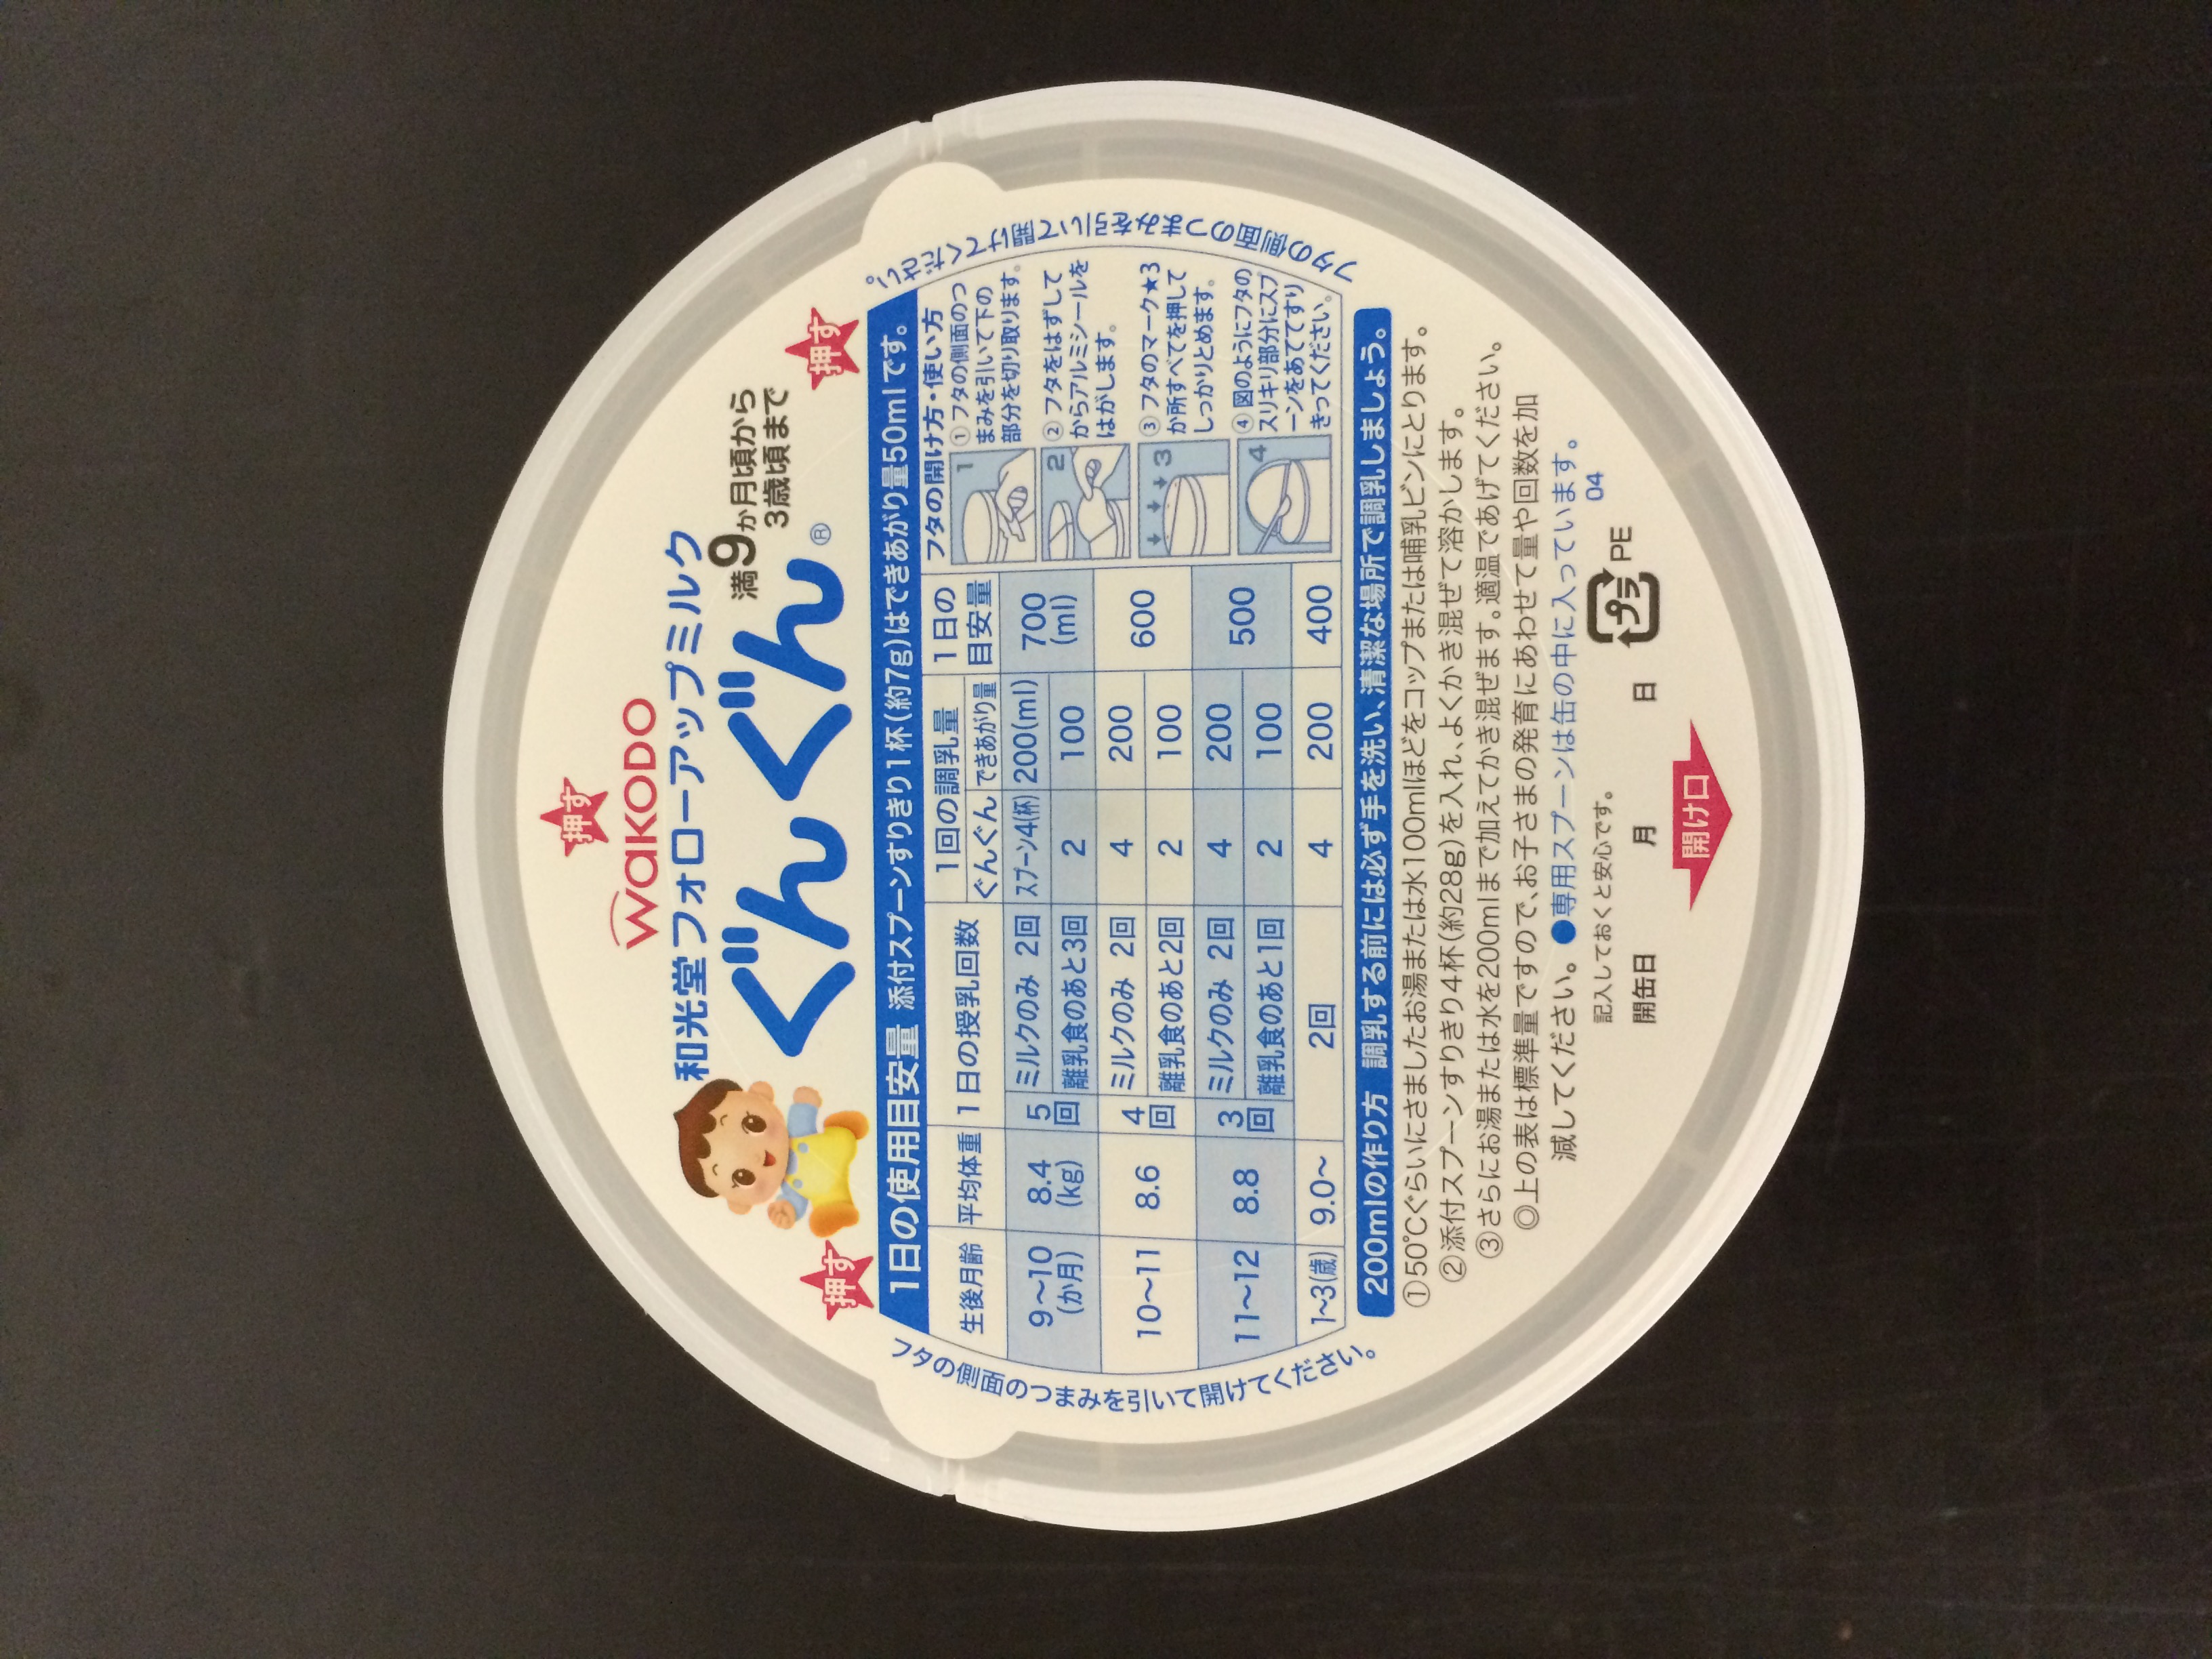 押す
wakodo
和光堂フォローアップミルク
ぐんぐん®
満9か月頃から
3歳頃まで
押す
押す
1日の使用目安量 添付スプーンすりきり1杯(約7g)はできあがり量50mlです。
生後月齢 平均体重 1日の授乳回数 1回の調乳量 1日の目安量
ぐんぐん できあがり量
9～10(か月) 8.4(kg) 5回 ミルクのみ 2回 スプーン4(杯) 200(ml) 700(ml)
離乳食のあと3回 2 100
10～11 8.6 4回 ミルクのみ 2回 4 200 600
離乳食のあと2回 2 100
11～12 8.8 3回 ミルクのみ 2回 4 200 500
離乳食のあと1回 2 100
1～3(歳) 9.0～ 2回 4 200 400
フタの開け方・使い方
1
①フタの側面のつ
まみを引いて下の
部分を切り取ります。
2
②フタをはずして
からアルミシールを
はがします。
3
③フタのマーク★3
か所すべてを押して
しっかりとめます。
4
④図のようにフタの
スリキリ部分にスプ
ーンをあててすり
きってください。
フタの側面のつまみを引いて開けてください。
フタの側面のつまみを引いて開けてください。
200mlの作り方 調乳する前には必ず手を洗い、清潔な場所で調乳しましょう。
①50℃ぐらいにさましたお湯または水100mlほどをコップまたは哺乳ビンにとります。
②添付スプーンすりきり4杯(約28g)を入れ、よくかき混ぜて溶かします。
③さらにお湯または水を200mlまで加えてかき混ぜます。適温であげてください。
◎上の表は標準量ですので、お子さまの発育にあわせて量や回数を加
減してください。●専用スプーンは缶の中に入っています。
記入しておくと安心です。
開缶日 月 日
プラ PE
04
開け口